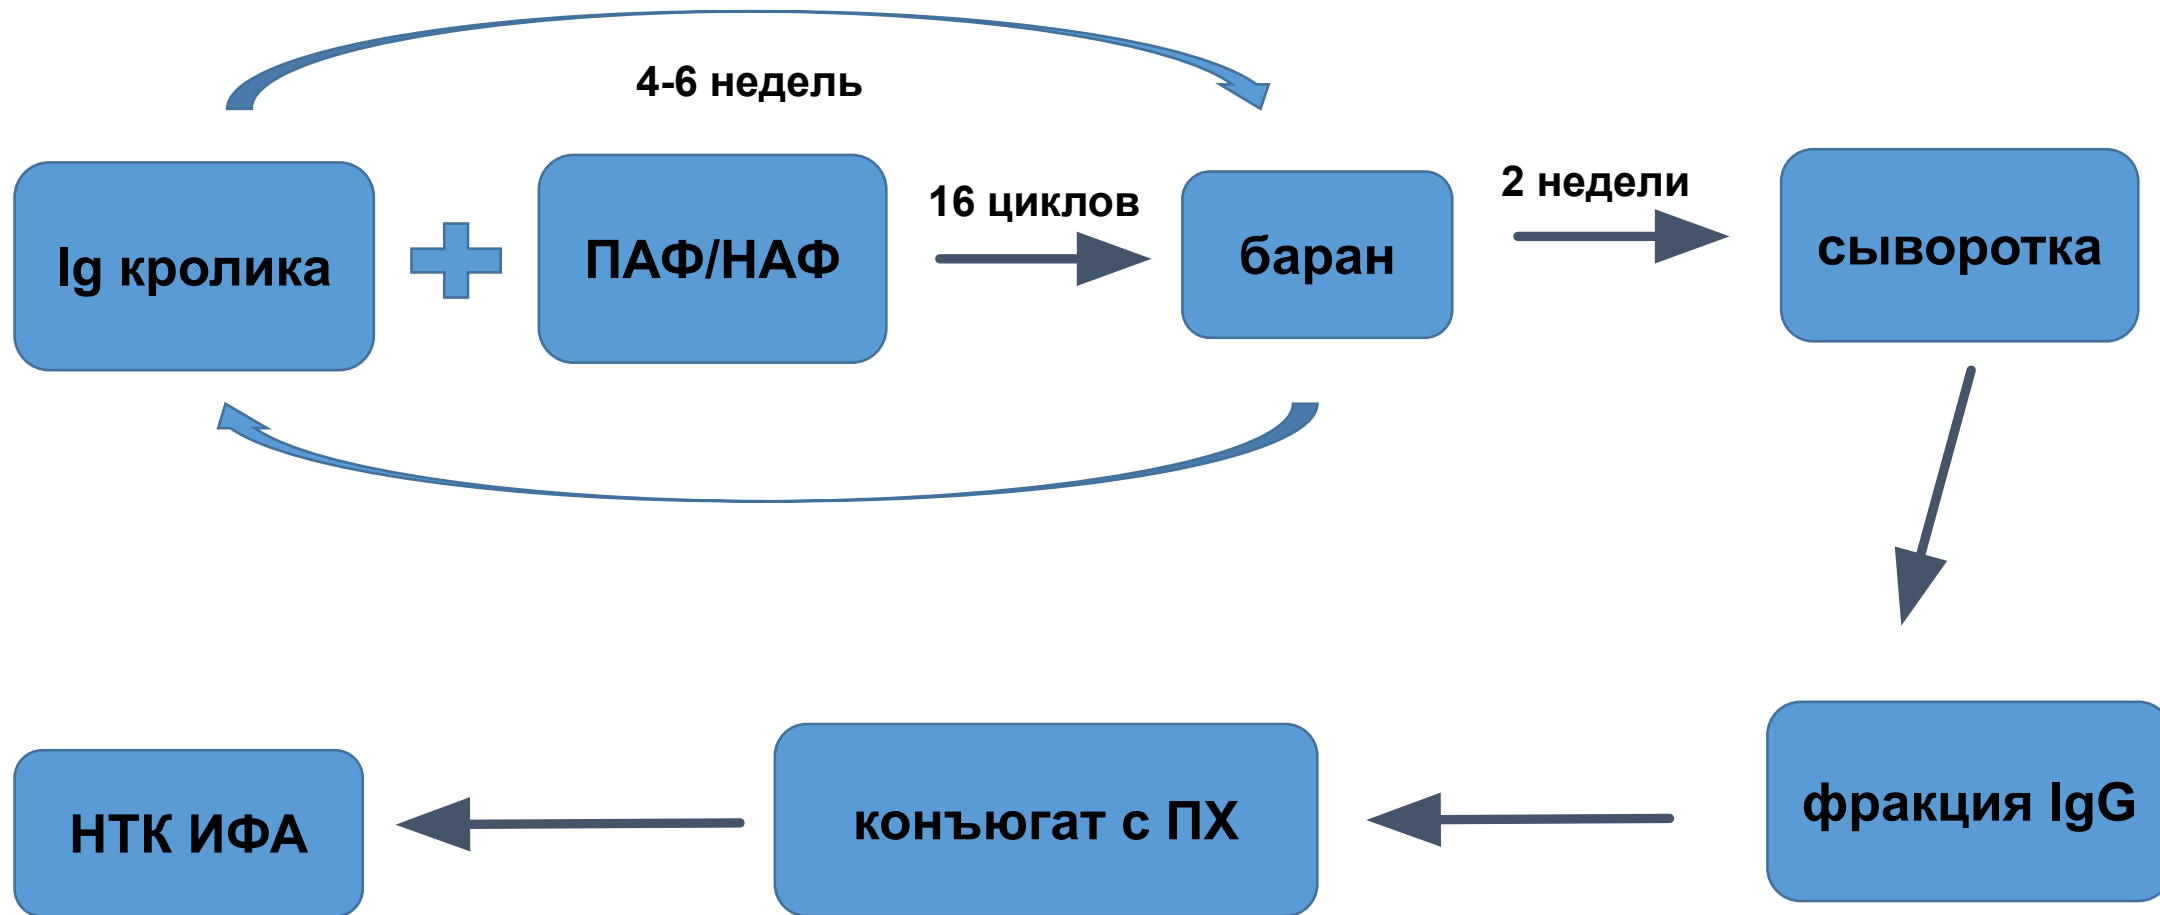 4-6 недель
Ig кролика
ПАФ/НАФ
16 циклов
баран
2 недели
сыворотка
фракция IgG
конъюгат с ПХ
НТК ИФА